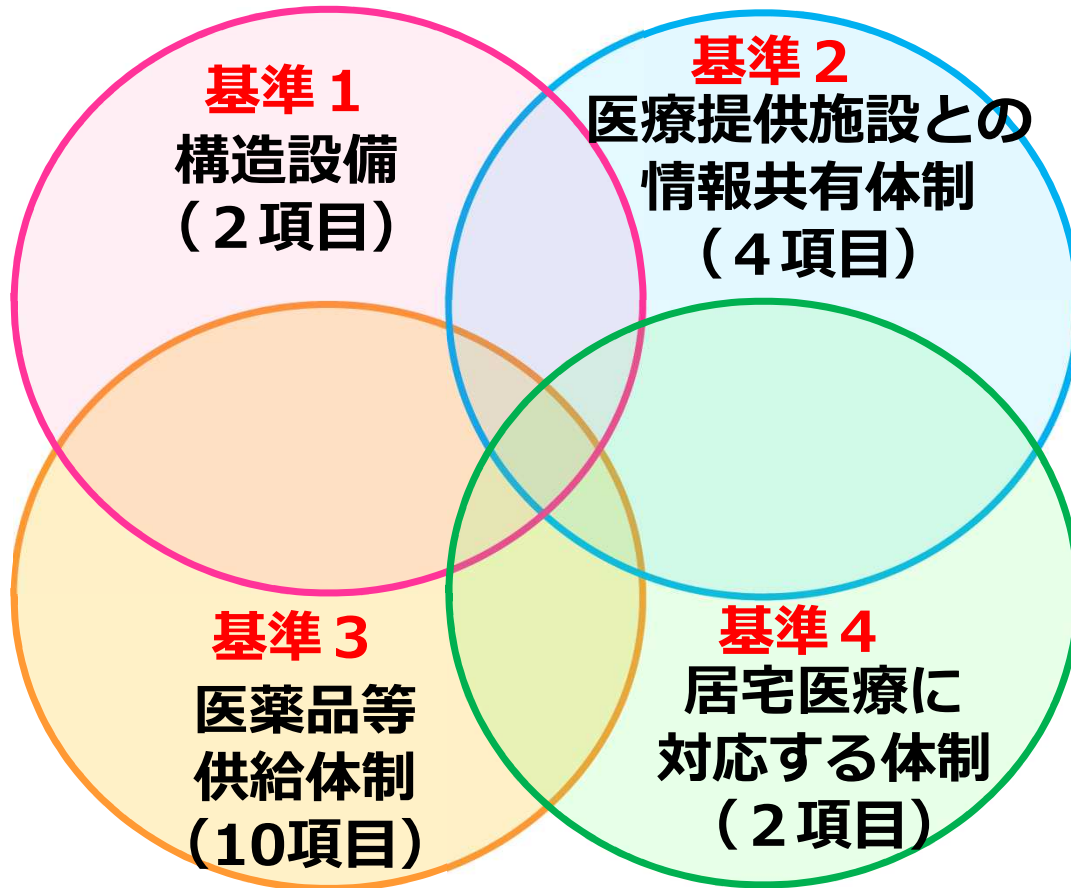 基準１
構造設備
（２項目）
基準２
医療提供施設との
情報共有体制
（４項目）
基準３
医薬品等
供給体制
（10項目）
基準４
居宅医療に
対応する体制
（２項目）